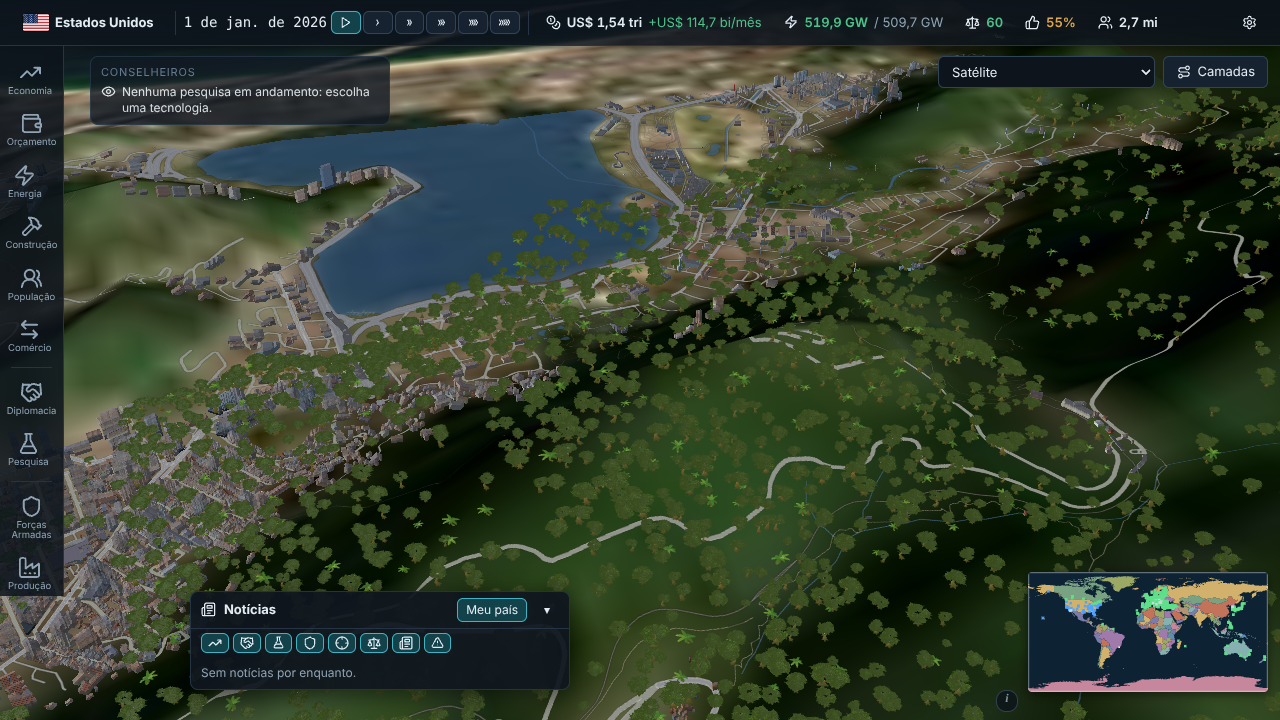 Estados Unidos
1 de jan. de 2026
US$ 1,54 tri +US$ 114,7 bi/mês
519,9 GW / 509,7 GW
60
55%
2,7 mi
CONSELHEIROS
Nenhuma pesquisa em andamento: escolha
uma tecnologia.
Satélite
Camadas
Economia
Orçamento
Energia
Construção
População
Comércio
Diplomacia
Pesquisa
Forças
Armadas
Produção
Notícias
Meu país
Sem notícias por enquanto.
i